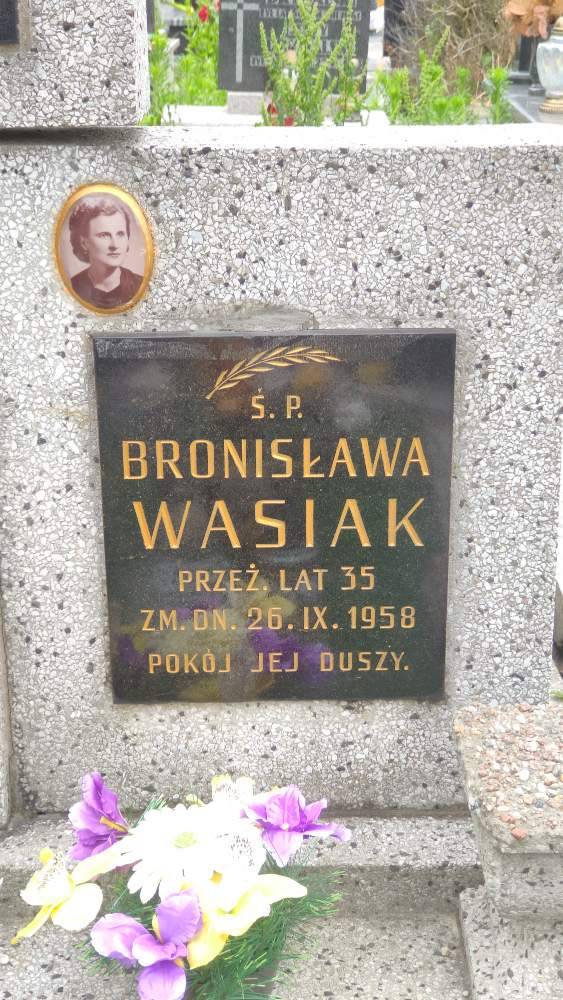 Ś. P.
BRONISŁAWA
WASIAK
PRZEŻ. LAT 35
ZM. DN. 26. IX. 1958
POKÓJ JEJ DUSZY.